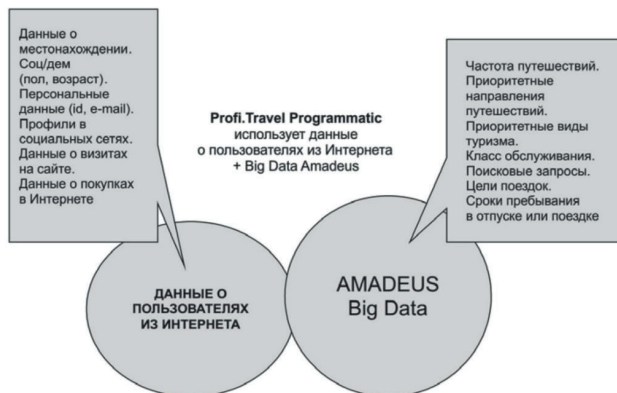 Данные о
местонахождении.
Соц/дем
(пол, возраст).
Персональные
данные (id, e-mail).
Профили в
социальных сетях.
Данные о визитах
на сайте.
Данные о покупках
в Интернете
Profi.Travel Programmatic
использует данные
о пользователях из Интернета
+ Big Data Amadeus
Частота путешествий.
Приоритетные
направления
путешествий.
Приоритетные виды
туризма.
Класс обслуживания.
Поисковые запросы.
Цели поездок.
Сроки пребывания
в отпуске или поездке
ДАННЫЕ О
ПОЛЬЗОВАТЕЛЯХ
ИЗ ИНТЕРНЕТА
AMADEUS
Big Data